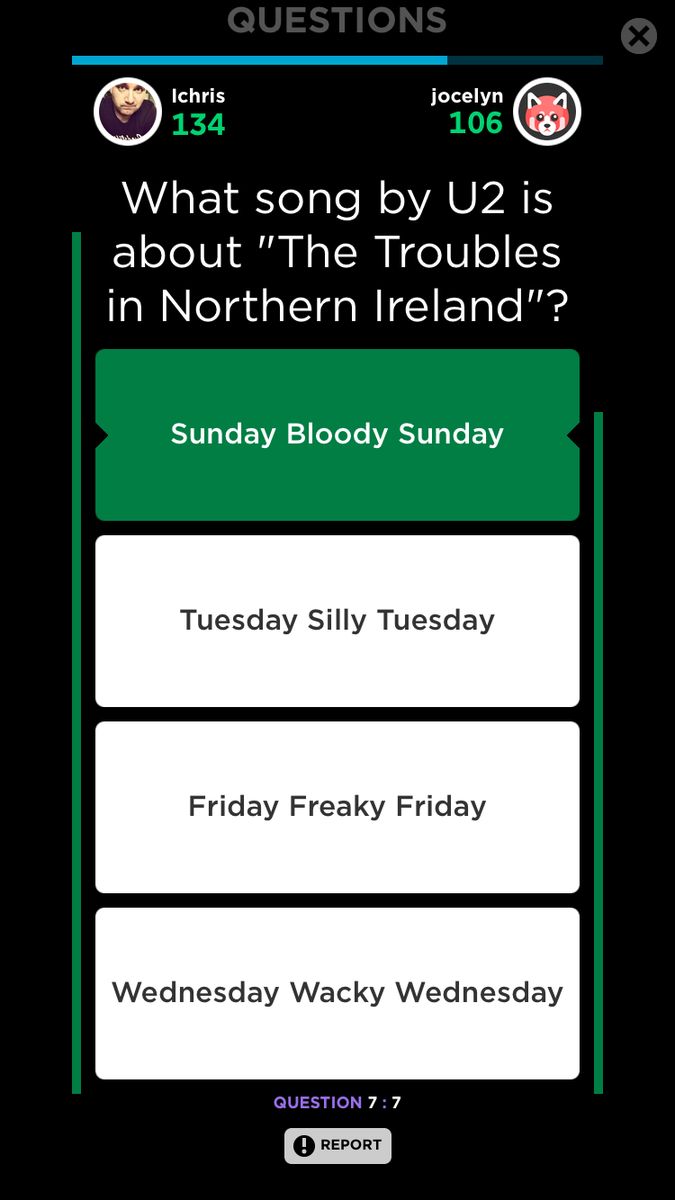 QUESTIONS
lchris
134
jocelyn
106
What song by U2 is
about "The Troubles
in Northern Ireland"?
Sunday Bloody Sunday
Tuesday Silly Tuesday
Friday Freaky Friday
Wednesday Wacky Wednesday
QUESTION 7 : 7
REPORT